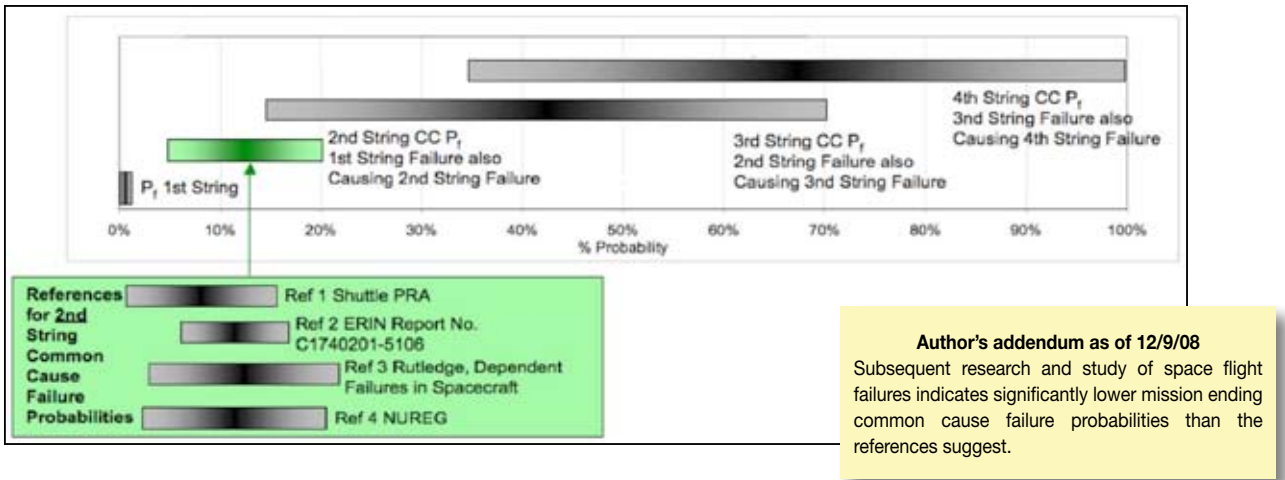 4th String CC Pf
3nd String Failure also
Causing 4th String Failure
2nd String CC Pf
1st String Failure also
Causing 2nd String Failure
3rd String CC Pf
2nd String Failure also
Causing 3nd String Failure
Pf 1st String
0% 10% 20% 30% 40% 50% 60% 70% 80% 90% 100%
% Probability
References
for 2nd
String
Common
Cause
Failure
Probabilities
Ref 1 Shuttle PRA
Ref 2 ERIN Report No.
C1740201-5106
Ref 3 Rutledge, Dependent
Failures in Spacecraft
Ref 4 NUREG
Author's addendum as of 12/9/08
Subsequent research and study of space flight
failures indicates significantly lower mission ending
common cause failure probabilities than the
references suggest.